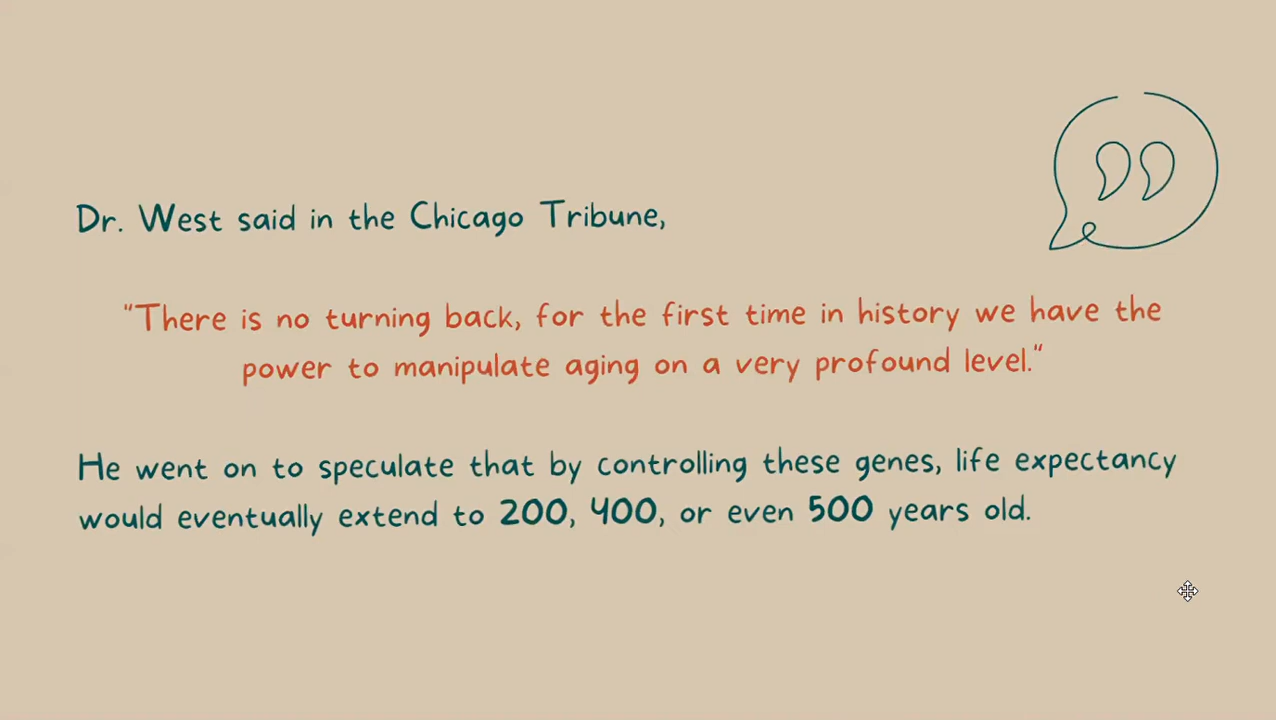 Dr. West said in the Chicago Tribune,
"There is no turning back, for the first time in history we have the
power to manipulate aging on a very profound level."
He went on to speculate that by controlling these genes, life expectancy
would eventually extend to 200, 400, or even 500 years old.